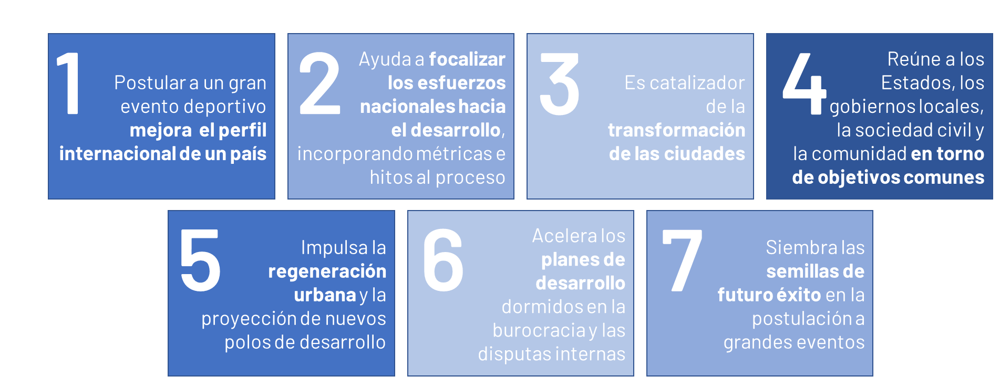 1
Postular a un gran
evento deportivo
mejora el perfil
internacional de un país
2
Ayuda a focalizar
los esfuerzos
nacionales hacia
el desarrollo,
incorporando métricas e
hitos al proceso
3
Es catalizador
de la
transformación
de las ciudades
4
Reúne a los
Estados, los
gobiernos locales,
la sociedad civil y
la comunidad en torno
de objetivos comunes
5
Impulsa la
regeneración
urbana y la
proyección de nuevos
polos de desarrollo
6
Acelera los
planes de
desarrollo
dormidos en la
burocracia y las
disputas internas
7
Siembra las
semillas de
futuro éxito en la
postulación a
grandes eventos